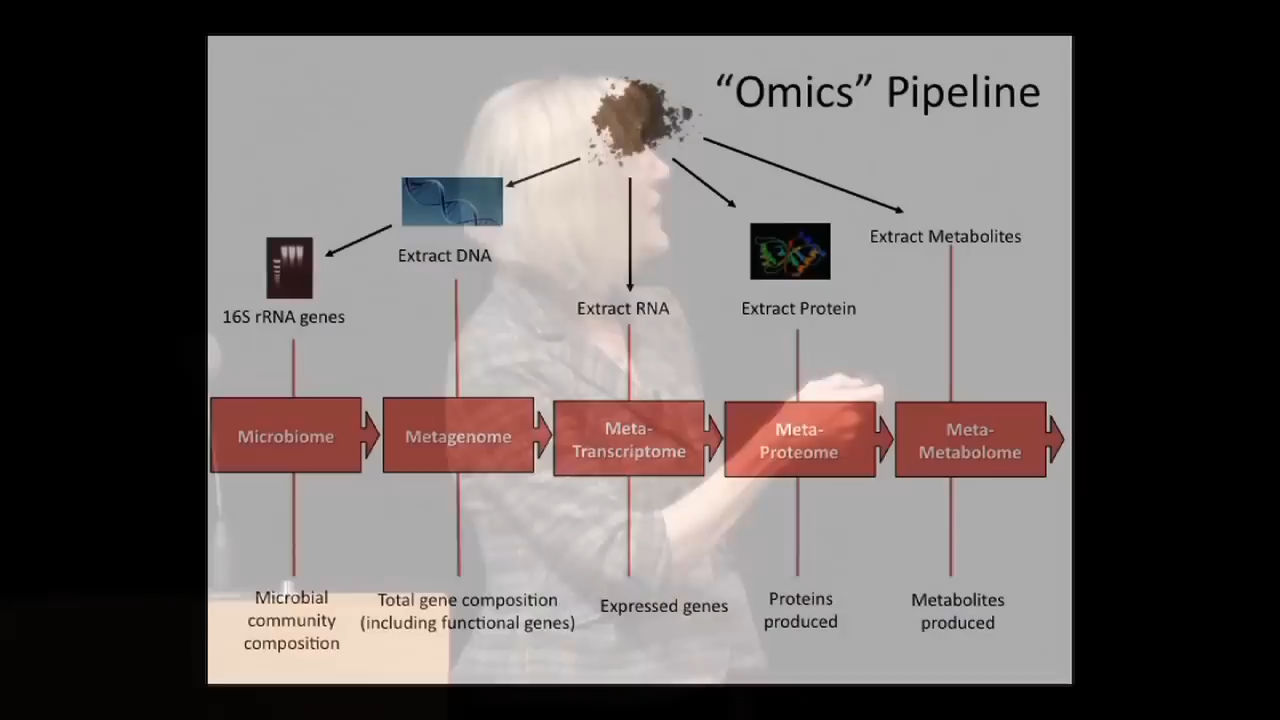 “Omics” Pipeline
Extract Metabolites
Extract DNA
Extract RNA
Extract Protein
16S rRNA genes
Microbiome
Metagenome
Meta-
Transcriptome
Meta-
Proteome
Meta-
Metabolome
Microbial
community
composition
Total gene composition
(including functional genes)
Expressed genes
Proteins
produced
Metabolites
produced